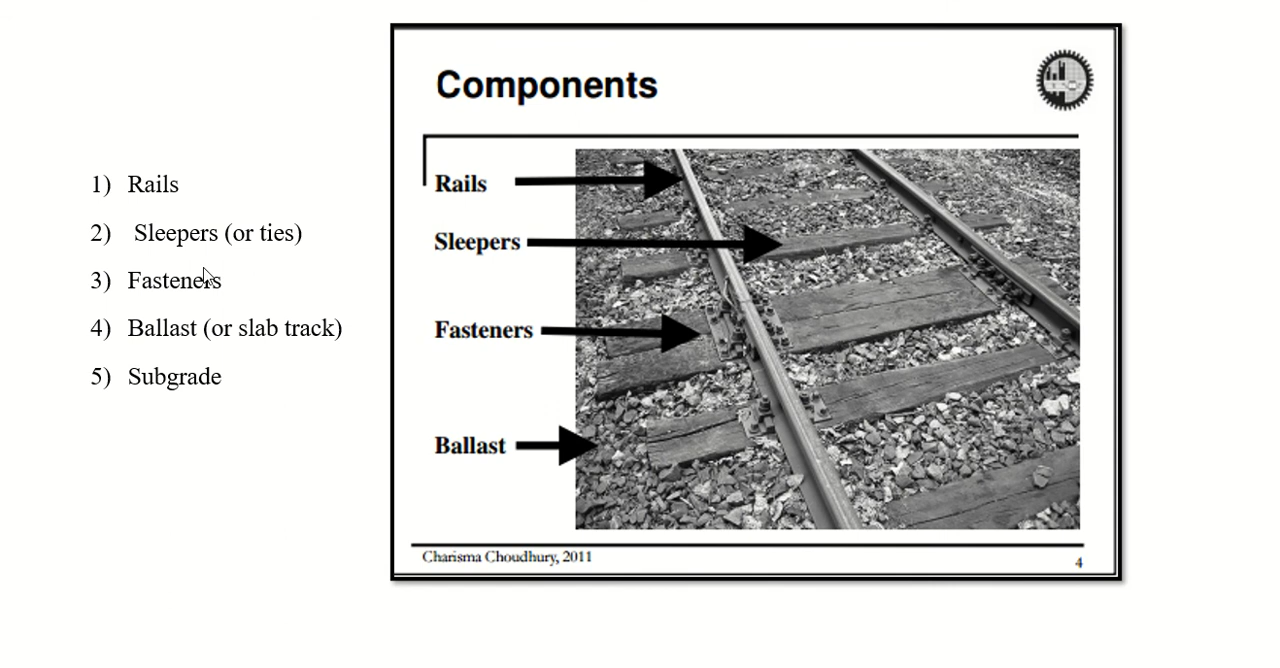 Components
1) Rails
2) Sleepers (or ties)
3) Fasteners
4) Ballast (or slab track)
5) Subgrade
Rails
Sleepers
Fasteners
Ballast
Charisma Choudhury, 2011
4